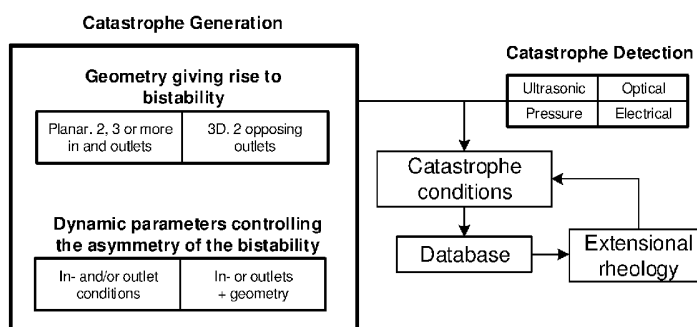 Catastrophe Generation
Geometry giving rise to
bistability
Planar. 2, 3 or more
in and outlets
3D. 2 opposing
outlets
Dynamic parameters controlling
the asymmetry of the bistability
In- and/or outlet
conditions
In- or outlets
+ geometry
Catastrophe Detection
Ultrasonic
Optical
Pressure
Electrical
Catastrophe
conditions
Database
Extensional
rheology